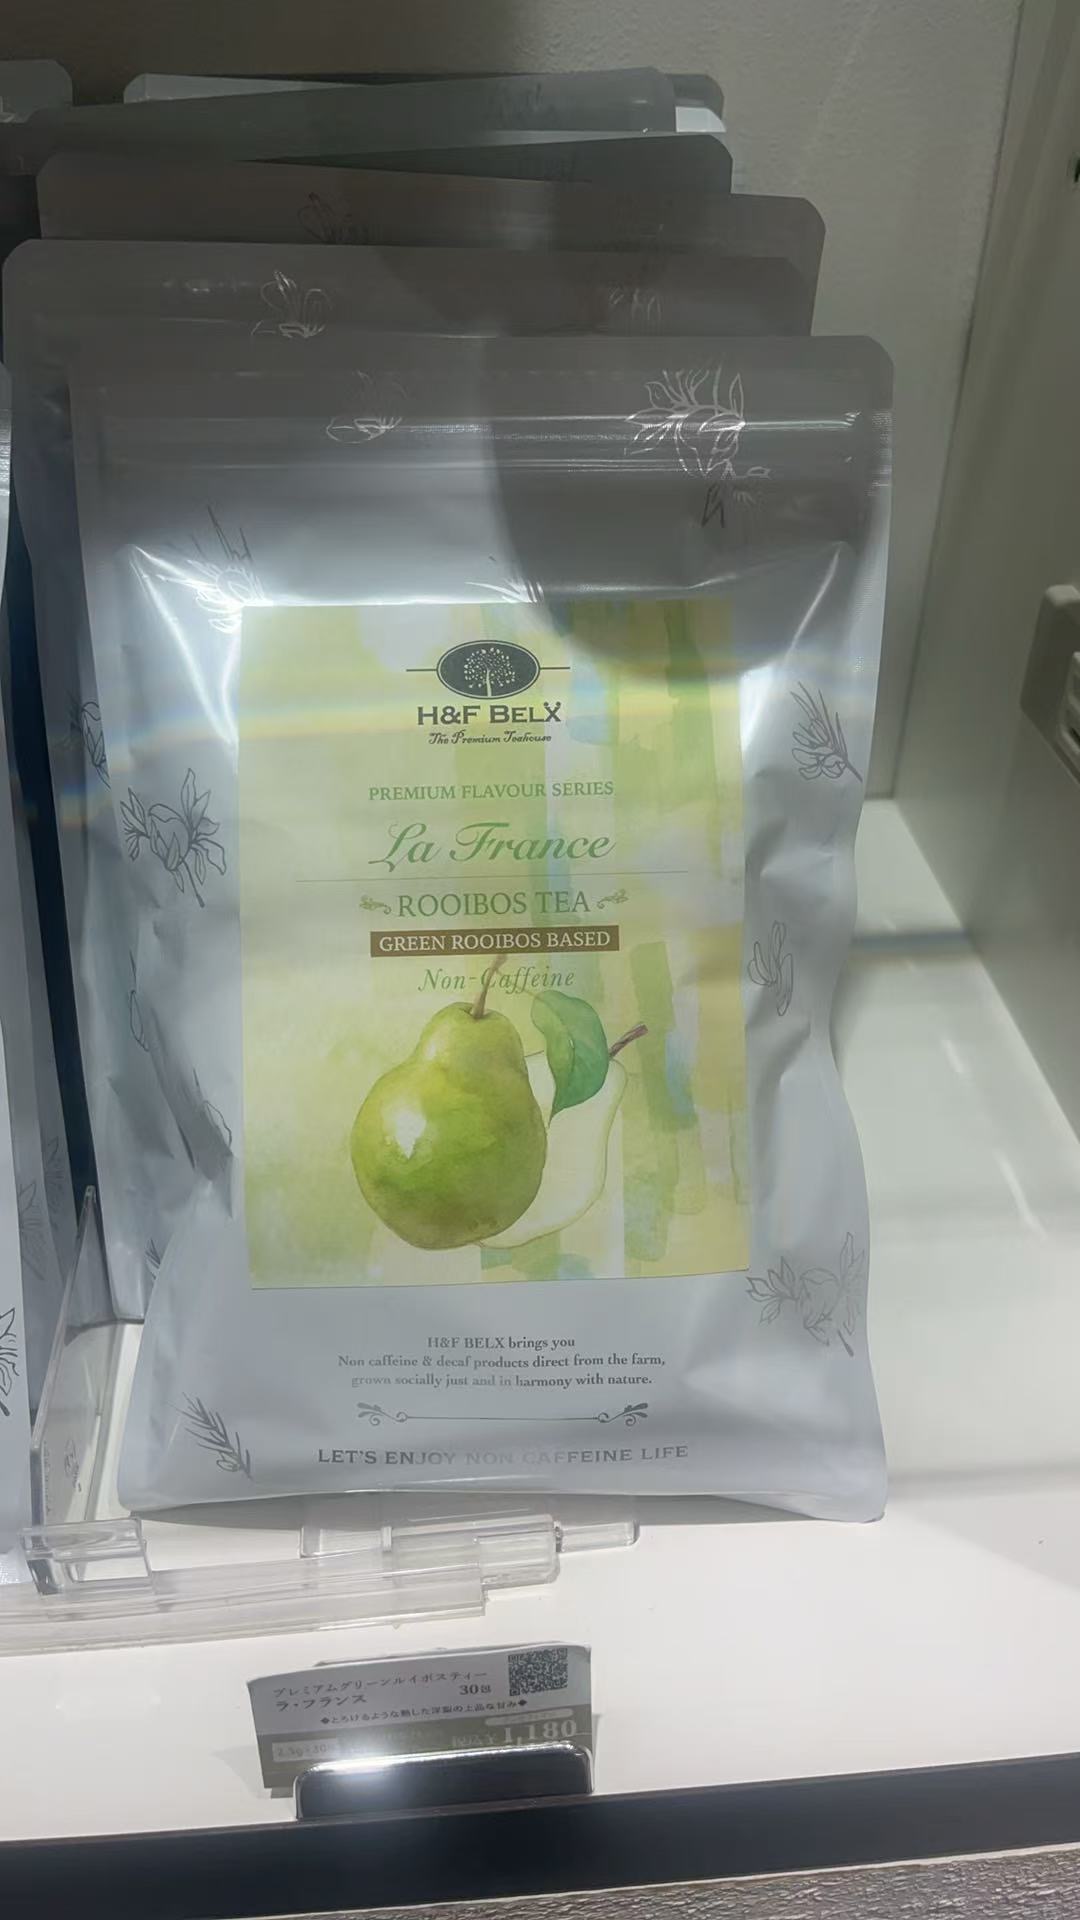 H&F BELX
The Premium Teahouse
PREMIUM FLAVOUR SERIES
La France
ROOIBOS TEA
GREEN ROOIBOS BASED
Non-Caffeine
H&F BELX brings you
Non caffeine & decaf products direct from the farm,
grown socially just and in harmony with nature.
LET'S ENJOY NON CAFFEINE LIFE
プレミアムグリーンルイボスティー
ラ・フランス 30包
◆とろけるような熟した洋梨の上品な甘み◆
1,180